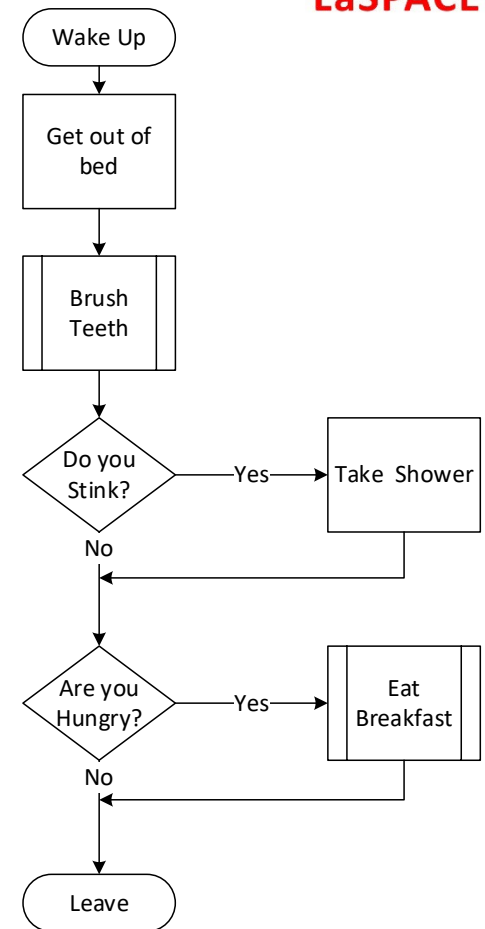 LaSPACE
Wake Up
Get out of
bed
Brush
Teeth
Do you
Stink?
Yes
Take Shower
No
Are you
Hungry?
Yes
Eat
Breakfast
No
Leave